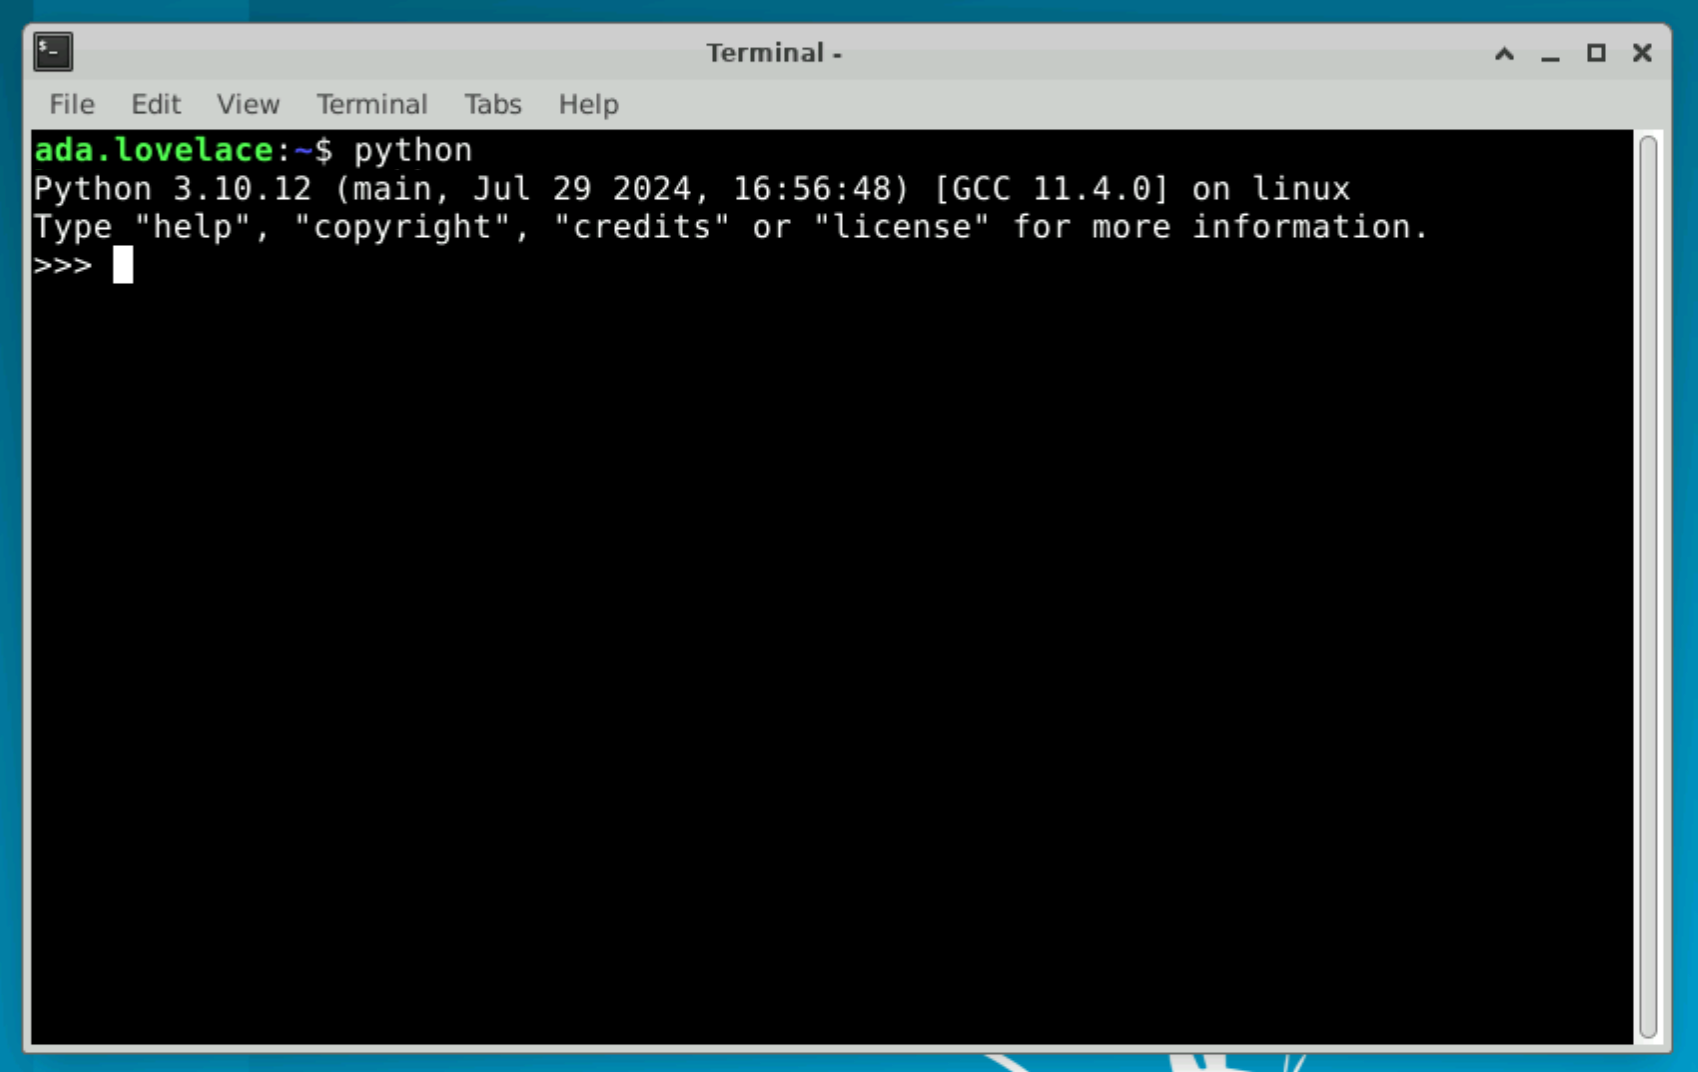 $_
Terminal -
File Edit View Terminal Tabs Help
ada.lovelace:~$ python
Python 3.10.12 (main, Jul 29 2024, 16:56:48) [GCC 11.4.0] on linux
Type "help", "copyright", "credits" or "license" for more information.
>>>